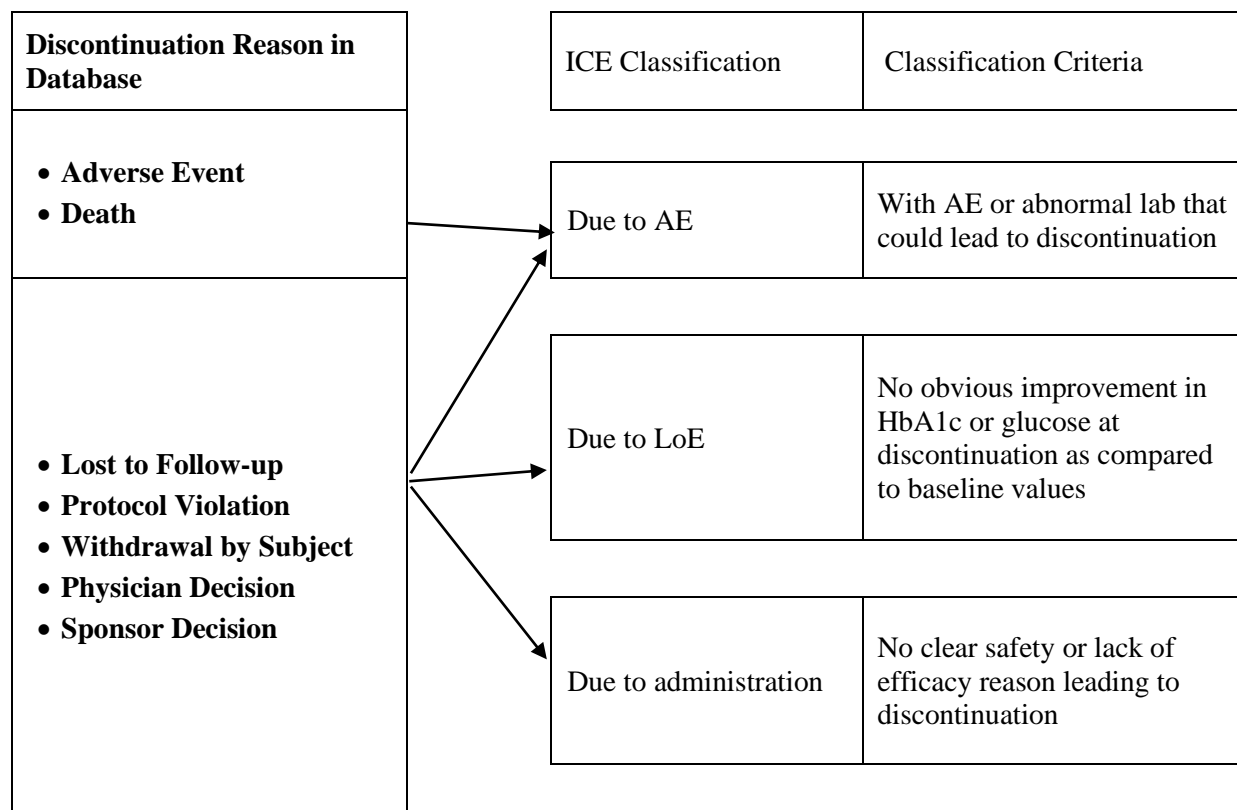 Discontinuation Reason in
Database
ICE Classification
Classification Criteria
• Adverse Event
• Death
Due to AE
With AE or abnormal lab that
could lead to discontinuation
• Lost to Follow-up
• Protocol Violation
• Withdrawal by Subject
• Physician Decision
• Sponsor Decision
Due to LoE
No obvious improvement in
HbA1c or glucose at
discontinuation as compared
to baseline values
Due to administration
No clear safety or lack of
efficacy reason leading to
discontinuation